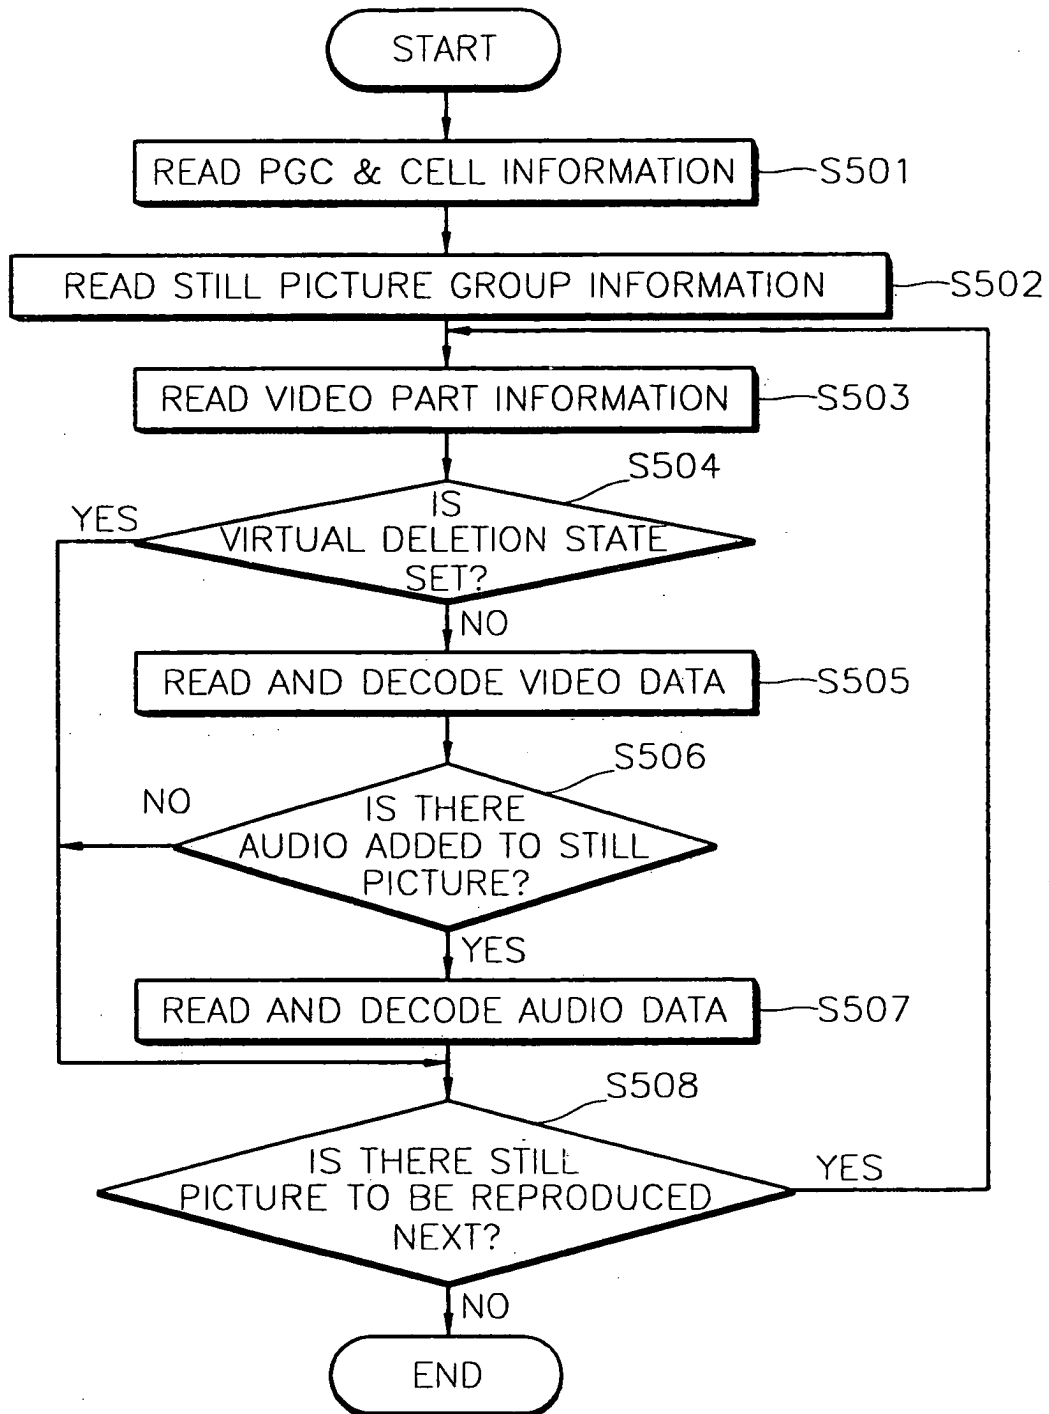 START
READ PGC & CELL INFORMATION
S501
READ STILL PICTURE GROUP INFORMATION
S502
READ VIDEO PART INFORMATION
S503
S504
YES
IS
VIRTUAL DELETION STATE
SET?
NO
READ AND DECODE VIDEO DATA
S505
S506
NO
IS THERE
AUDIO ADDED TO STILL
PICTURE?
YES
READ AND DECODE AUDIO DATA
S507
S508
IS THERE STILL
PICTURE TO BE REPRODUCED
NEXT?
YES
NO
END